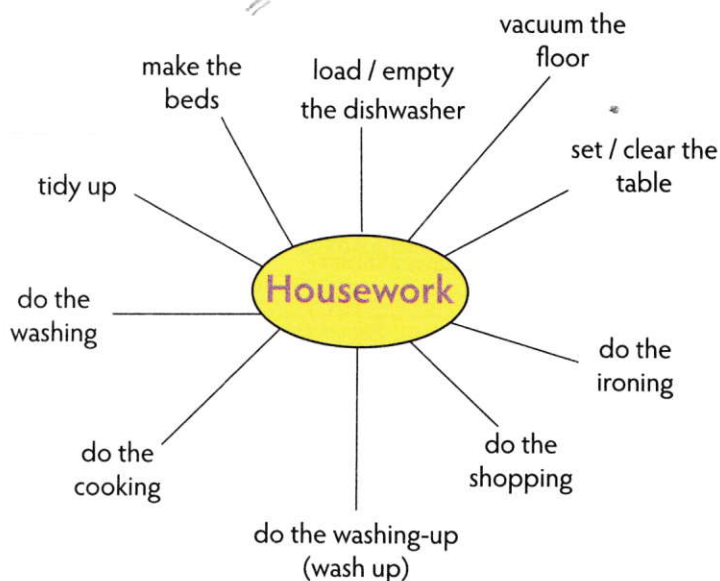 vacuum the
floor
make the
beds
load / empty
the dishwasher
set / clear the
table
tidy up
Housework
do the
washing
do the
ironing
do the
cooking
do the
shopping
do the washing-up
(wash up)